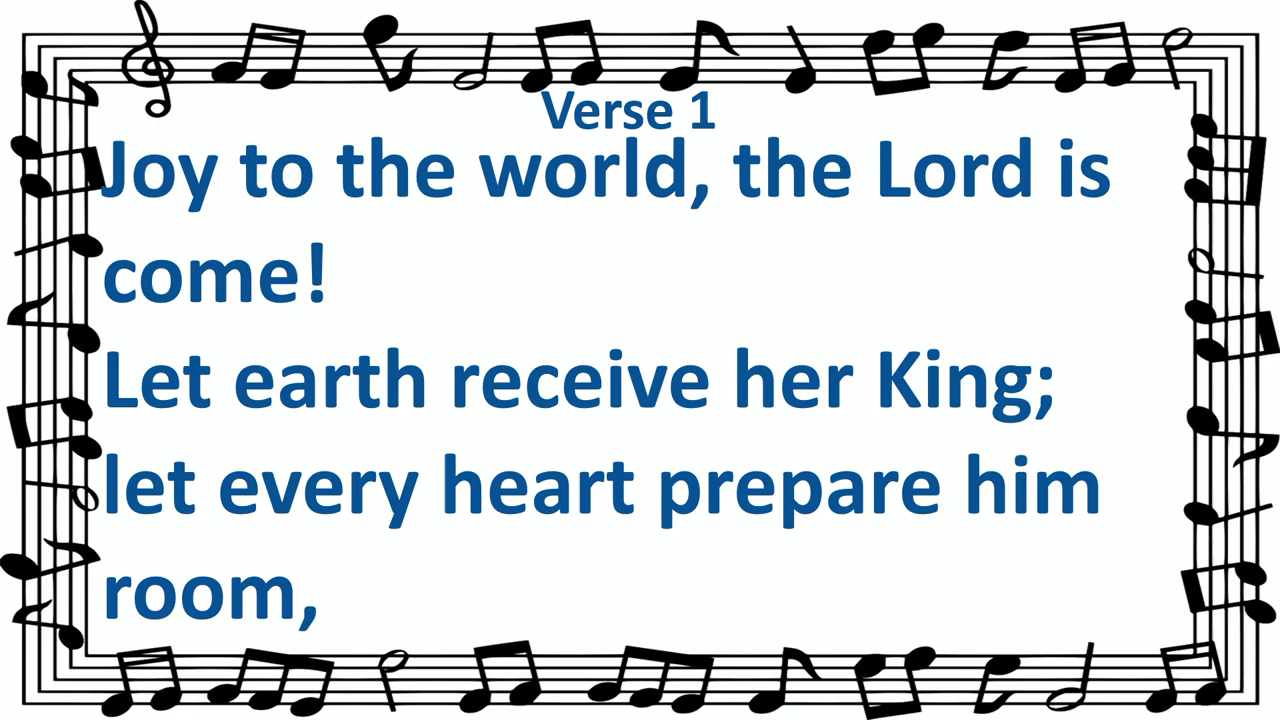 Verse 1
Joy to the world, the Lord is
come!
Let earth receive her King;
let every heart prepare him
room,